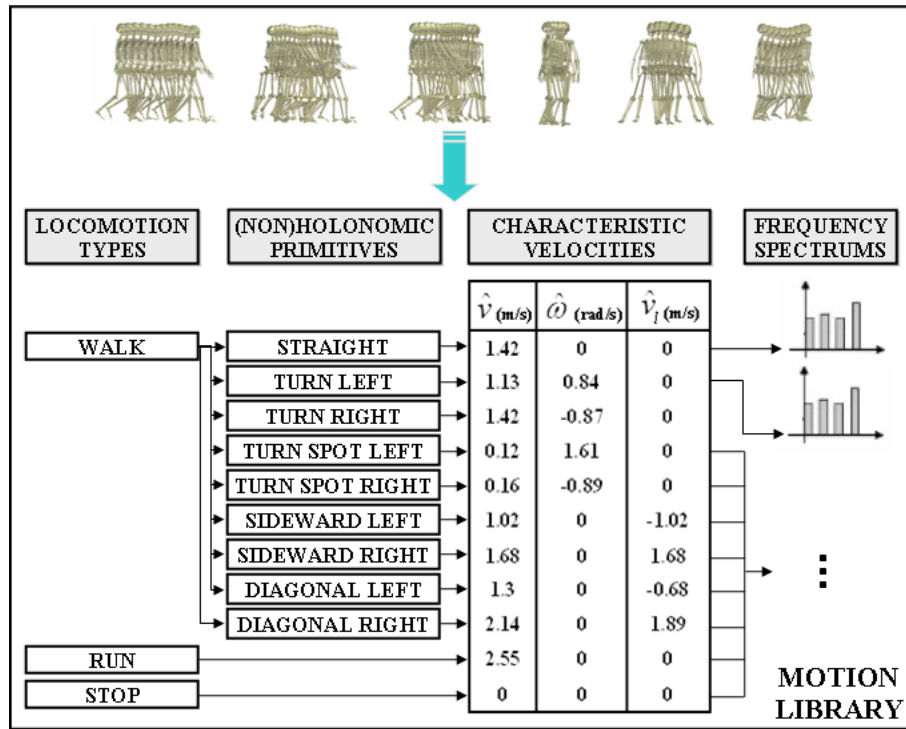 LOCOMOTION
TYPES
(NON)HOLONOMIC
PRIMITIVES
CHARACTERISTIC
VELOCITIES
FREQUENCY
SPECTRUMS
v̂ (m/s) ω̂ (rad/s) v̂ₗ (m/s)
WALK STRAIGHT 1.42 0 0
TURN LEFT 1.13 0.84 0
TURN RIGHT 1.42 -0.87 0
TURN SPOT LEFT 0.12 1.61 0
TURN SPOT RIGHT 0.16 -0.89 0
SIDEWARD LEFT 1.02 0 -1.02
SIDEWARD RIGHT 1.68 0 1.68
DIAGONAL LEFT 1.3 0 -0.68
DIAGONAL RIGHT 2.14 0 1.89
RUN 2.55 0 0
STOP 0 0 0
MOTION
LIBRARY